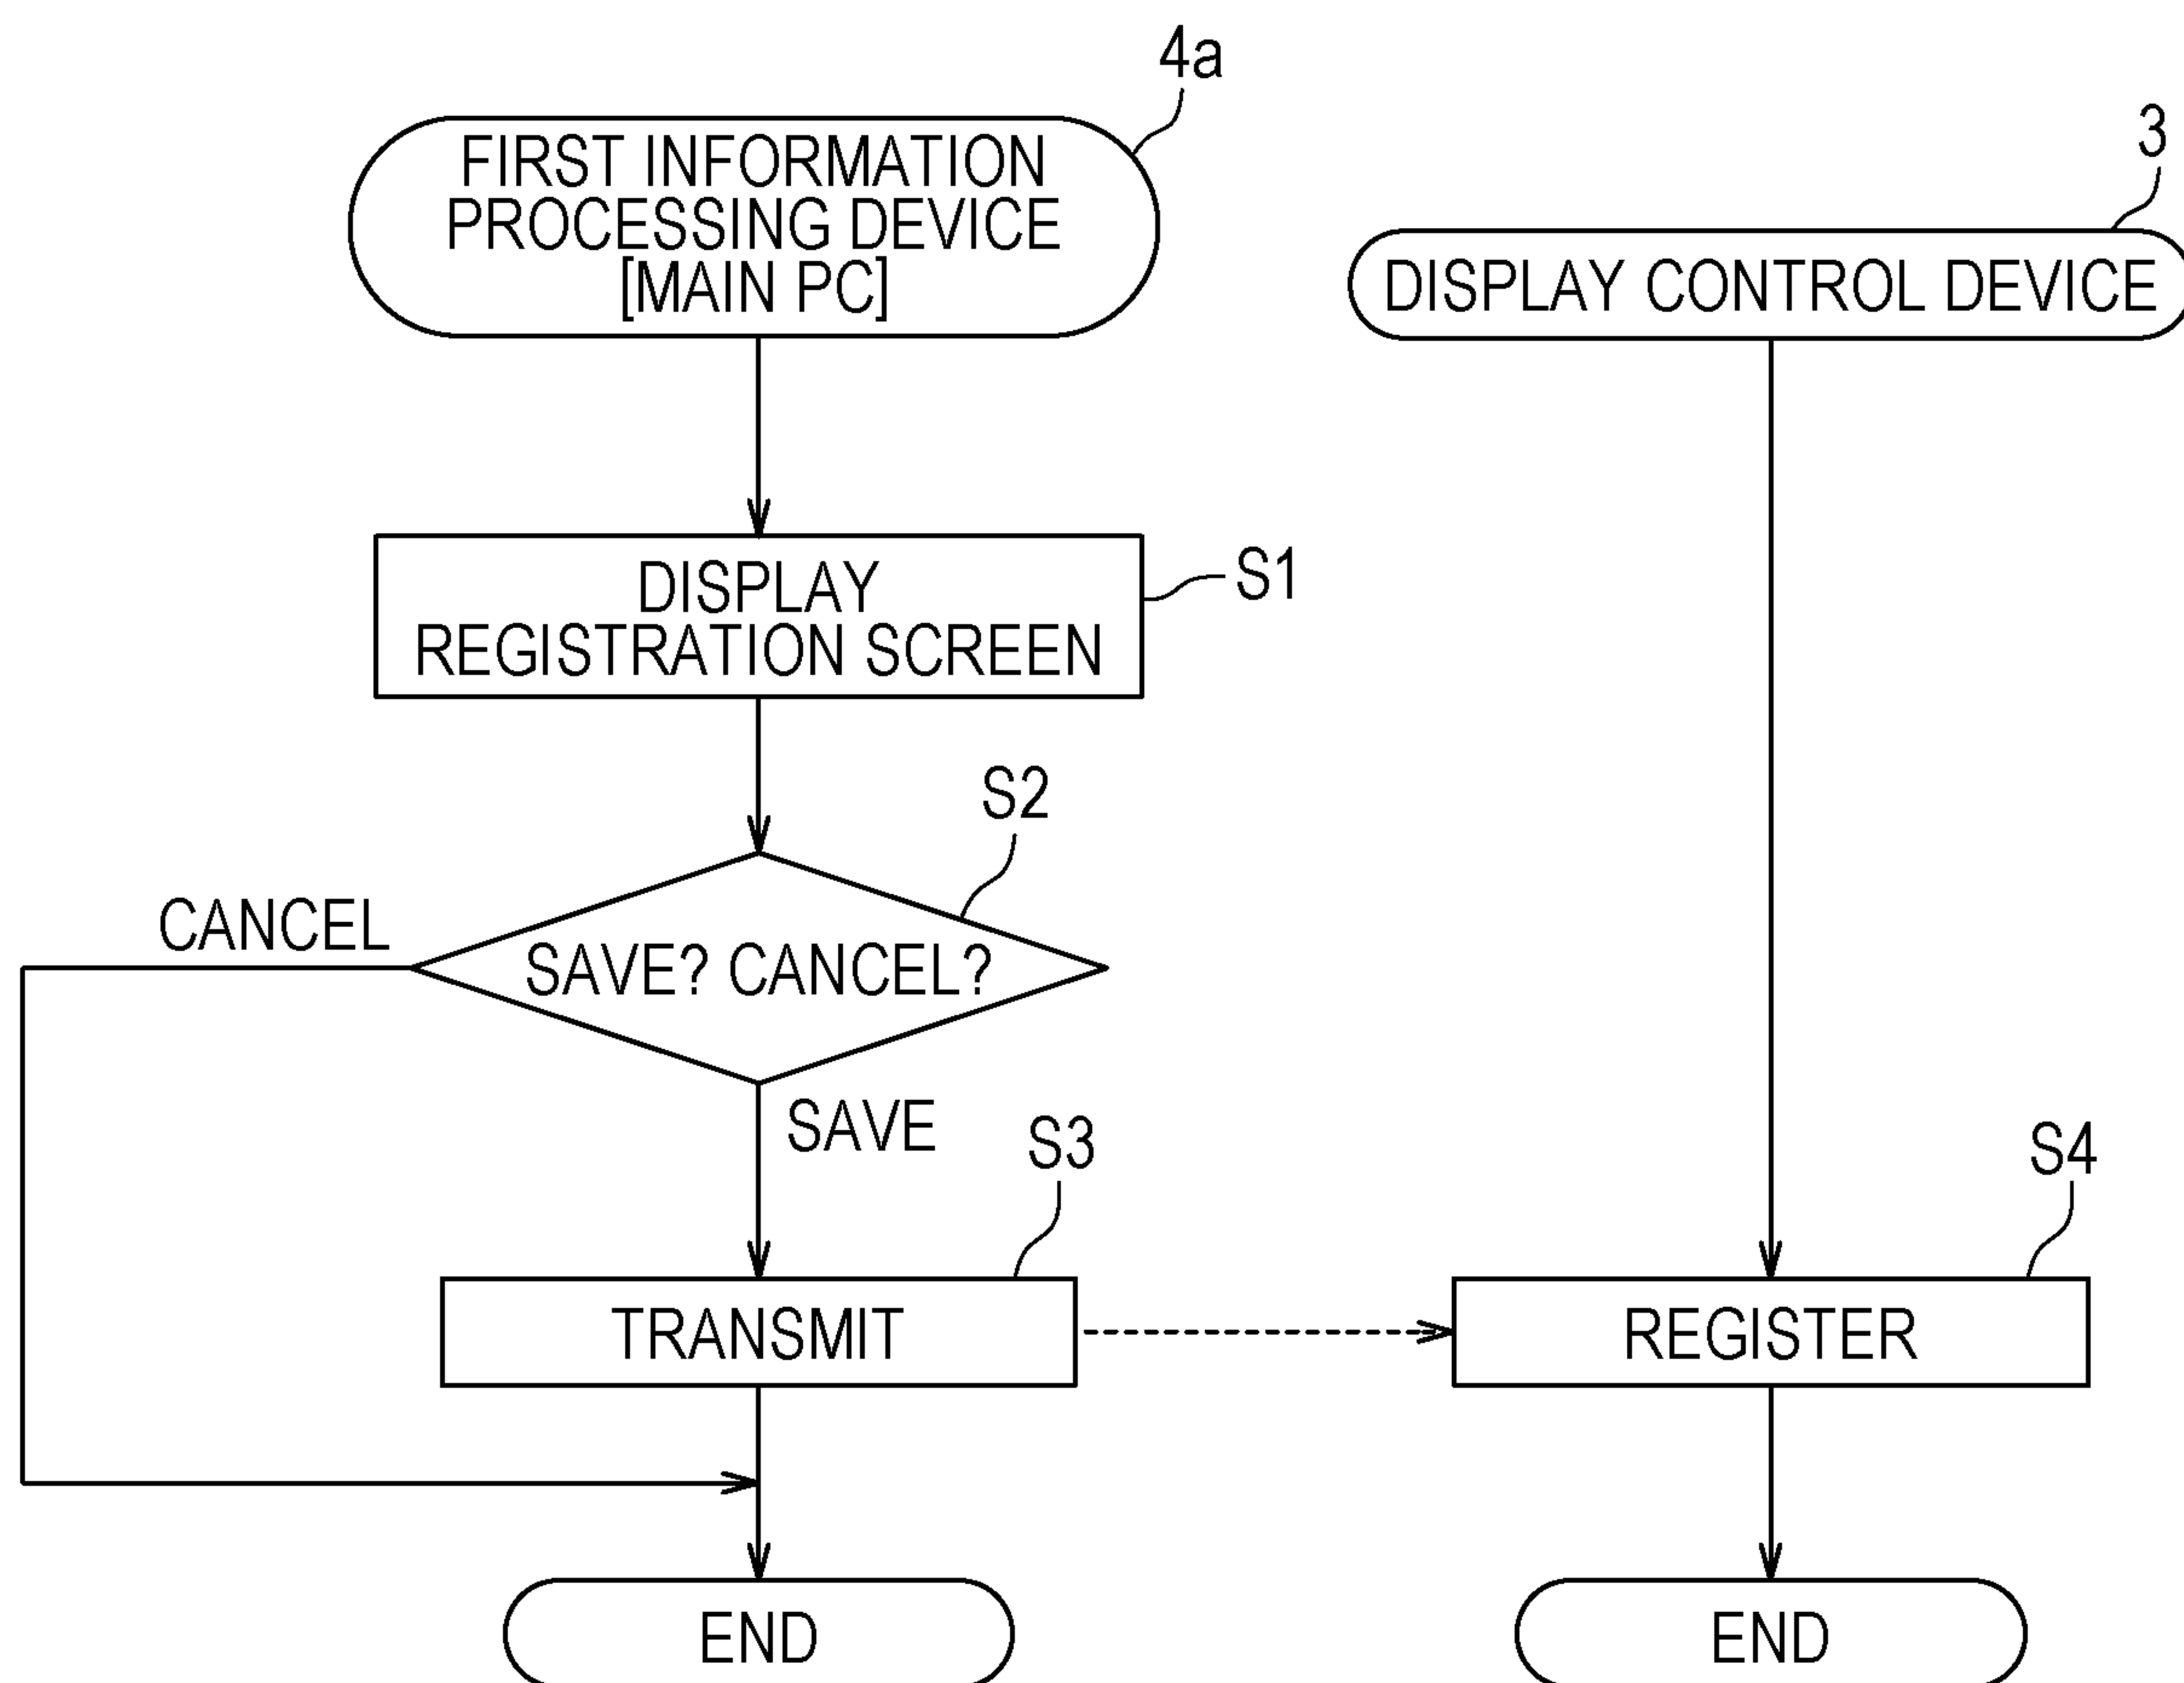 4a
FIRST INFORMATION
PROCESSING DEVICE
[MAIN PC]
3
DISPLAY CONTROL DEVICE
DISPLAY
REGISTRATION SCREEN
S1
S2
CANCEL
SAVE? CANCEL?
SAVE
S3
S4
TRANSMIT
REGISTER
END
END